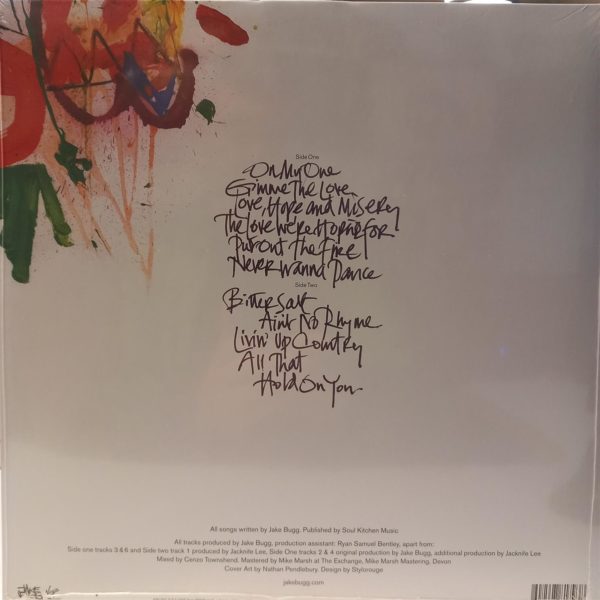 Side One
On My One
Gimme The Love
Love, Hope and Misery
The Love We're Hoping For
Put Out The Fire
Never Wanna Dance
Side Two
Bitter Salt
Ain't No Rhyme
Livin' Up Country
All That
Hold On You
All songs written by Jake Bugg. Published by Soul Kitchen Music
All tracks produced by Jake Bugg, production assistant: Ryan Samuel Bentley, apart from:
Side one tracks 3 & 6 and Side two track 1 produced by Jacknife Lee, Side One tracks 2 & 4 original production by Jake Bugg, additional production by Jacknife Lee
Mixed by Cenzo Townshend. Mastered by Mike Marsh at The Exchange, Mike Marsh Mastering, Devon
Cover Art by Nathan Pendlebury. Design by Stylorouge
jakebugg.com